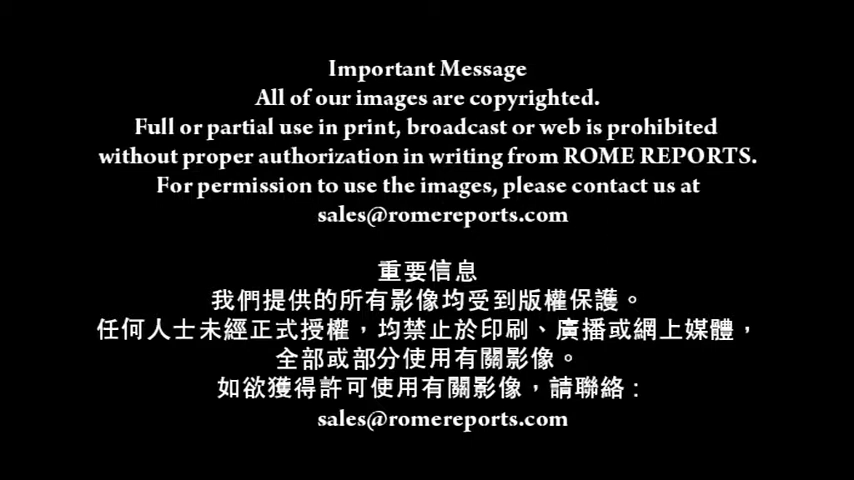 Important Message
All of our images are copyrighted.
Full or partial use in print, broadcast or web is prohibited
without proper authorization in writing from ROME REPORTS.
For permission to use the images, please contact us at
sales@romereports.com
重要信息
我們提供的所有影像均受到版權保護。
任何人士未經正式授權，均禁止於印刷、廣播或網上媒體，
全部或部分使用有關影像。
如欲獲得許可使用有關影像，請聯絡：
sales@romereports.com